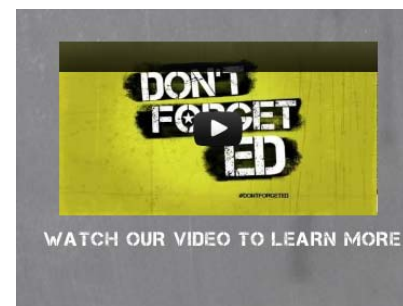 DON'T
FORGET
ED
#DONTFORGETED
WATCH OUR VIDEO TO LEARN MORE